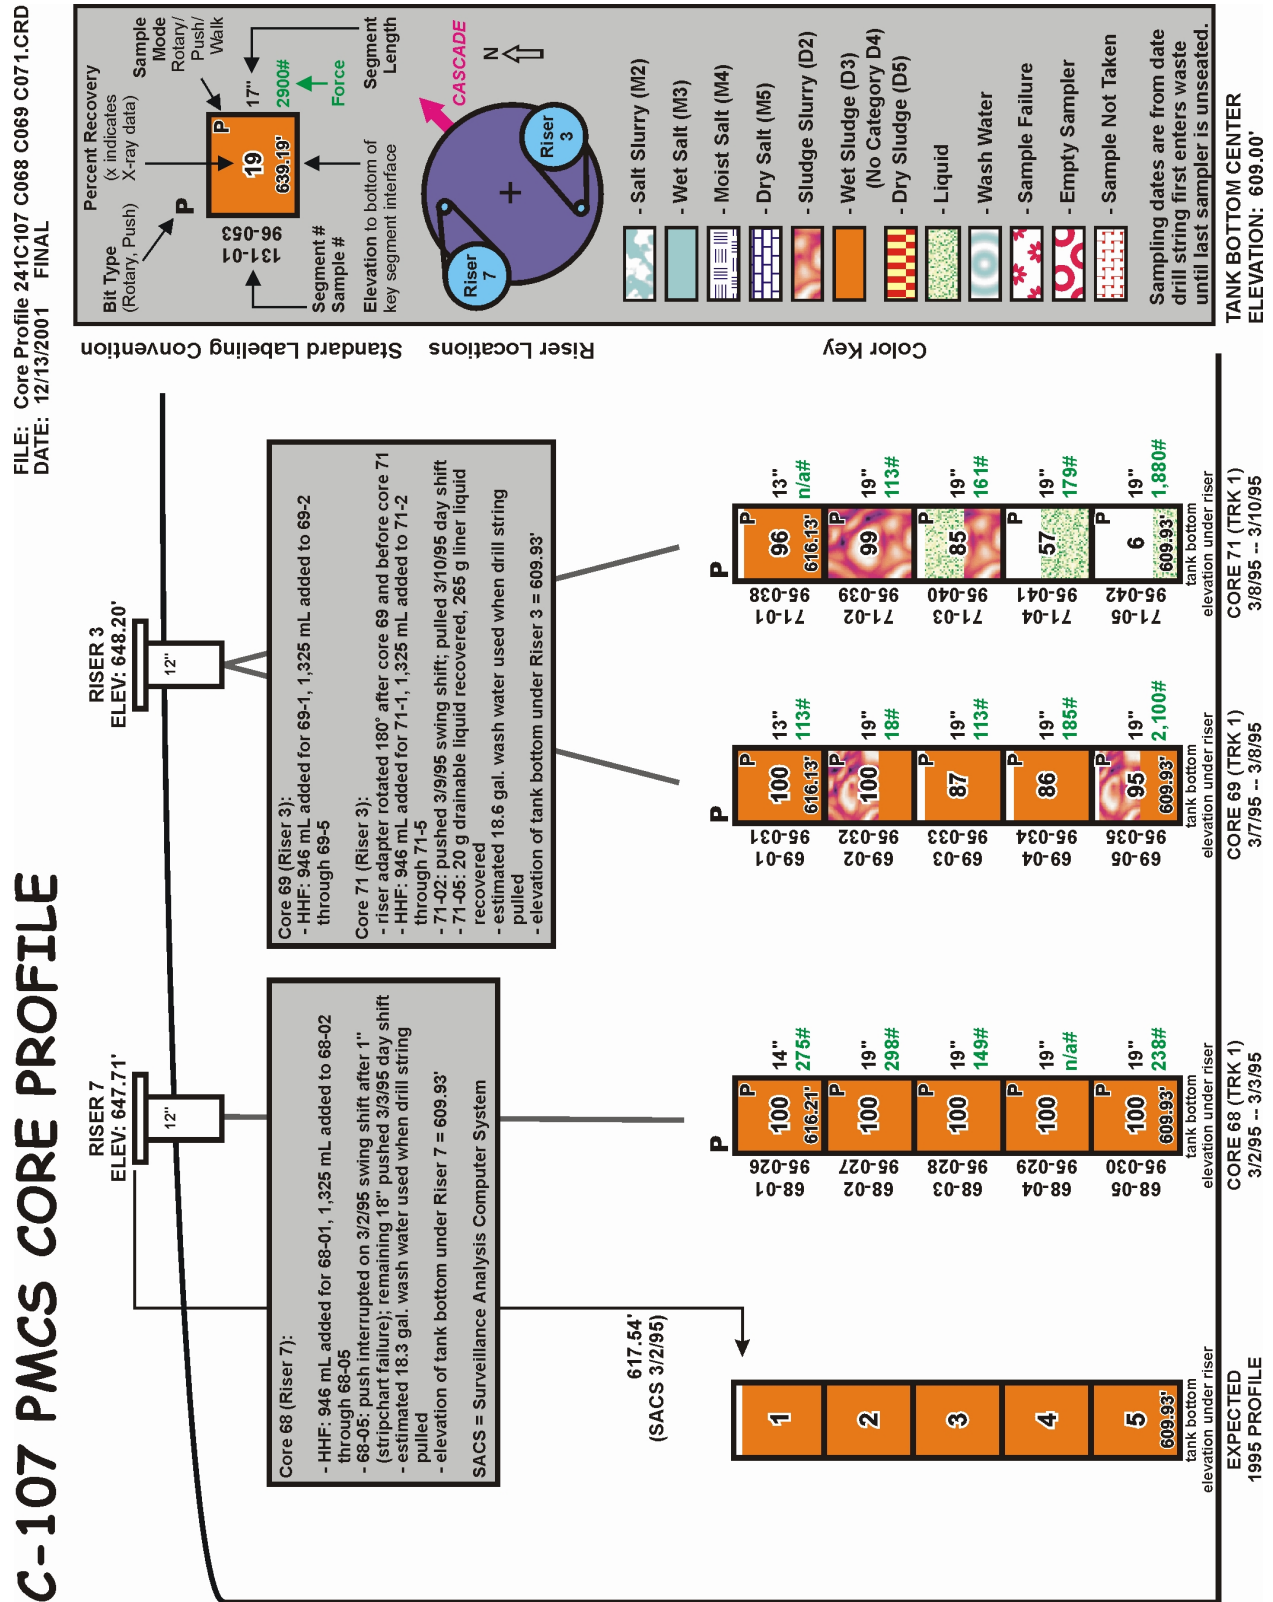 C-107 PMCS CORE PROFILE
FILE: Core Profile 241C107 C068 C069 C071.CRD
DATE: 12/13/2001 FINAL
RISER 7
ELEV: 647.71'
12"
RISER 3
ELEV: 648.20'
12"
Core 68 (Riser 7):
- HHF: 946 mL added for 68-01, 1,325 mL added to 68-02
through 68-05
- 68-05: push interrupted on 3/2/95 swing shift after 1"
(stripchart failure); remaining 18" pushed 3/3/95 day shift
- estimated 18.3 gal. wash water used when drill string
pulled
- elevation of tank bottom under Riser 7 = 609.93'
SACS = Surveillance Analysis Computer System
Core 69 (Riser 3):
- HHF: 946 mL added for 69-1, 1,325 mL added to 69-2
through 69-5
Core 71 (Riser 3):
- riser adapter rotated 180° after core 69 and before core 71
- HHF: 946 mL added for 71-1, 1,325 mL added to 71-2
through 71-5
- 71-02: pushed 3/9/95 swing shift; pulled 3/10/95 day shift
- 71-05: 20 g drainable liquid recovered, 265 g liner liquid
recovered
- estimated 18.6 gal. wash water used when drill string
pulled
- elevation of tank bottom under Riser 3 = 609.93'
617.54'
(SACS 3/2/95)
1
2
3
4
5
609.93'
tank bottom
elevation under riser
EXPECTED
1995 PROFILE
P
68-01
95-026
P
100
616.21'
14"
275#
68-02
95-027
100
19"
298#
68-03
95-028
100
19"
149#
68-04
95-029
100
19"
n/a#
68-05
95-030
100
609.93'
19"
238#
tank bottom
elevation under riser
CORE 68 (TRK 1)
3/2/95 -- 3/3/95
P
69-01
95-031
P
100
616.13'
13"
113#
69-02
95-032
P
100
19"
18#
69-03
95-033
P
87
19"
113#
69-04
95-034
P
86
19"
185#
69-05
95-035
P
95
609.93'
19"
2,100#
tank bottom
elevation under riser
CORE 69 (TRK 1)
3/7/95 -- 3/8/95
P
71-01
95-038
P
96
616.13'
13"
n/a#
71-02
95-039
P
99
19"
113#
71-03
95-040
P
85
19"
161#
71-04
95-041
P
57
19"
179#
71-05
95-042
P
6
609.93'
19"
1,880#
tank bottom
elevation under riser
CORE 71 (TRK 1)
3/8/95 -- 3/10/95
Standard Labeling Convention
Bit Type
(Rotary, Push)
Percent Recovery
(x indicates
X-ray data)
Sample
Mode
Rotary/
Push/
Walk
P
131-01
96-053
P
19
639.19'
17"
2900#
Force
Segment
Length
Segment #
Sample #
Elevation to bottom of
key segment interface
Riser Locations
Riser
7
Riser
3
CASCADE
N
Color Key
- Salt Slurry (M2)
- Wet Salt (M3)
- Moist Salt (M4)
- Dry Salt (M5)
- Sludge Slurry (D2)
- Wet Sludge (D3)
(No Category D4)
- Dry Sludge (D5)
- Liquid
- Wash Water
- Sample Failure
- Empty Sampler
- Sample Not Taken
Sampling dates are from date
drill string first enters waste
until last sampler is unseated.
TANK BOTTOM CENTER
ELEVATION: 609.00'